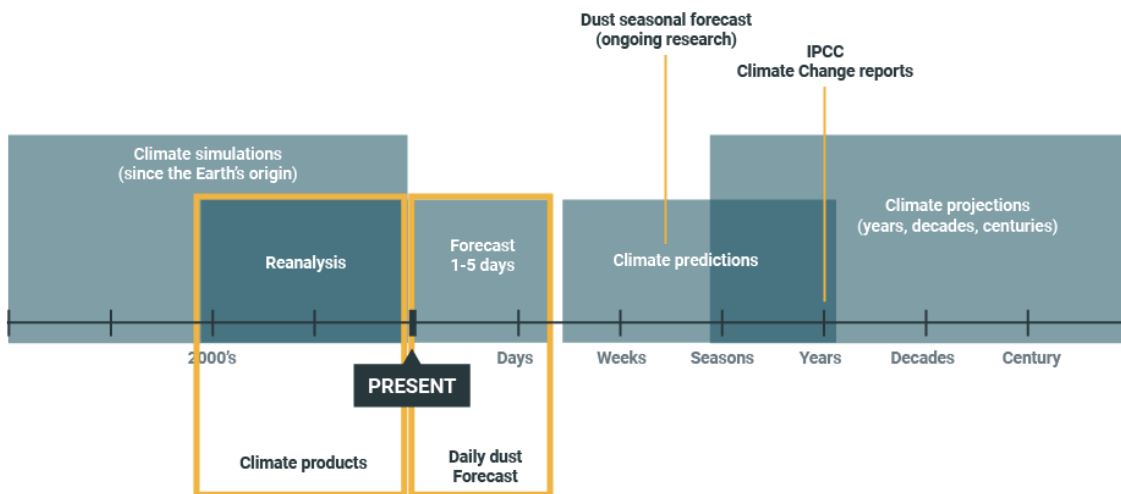 Dust seasonal forecast
(ongoing research)
IPCC
Climate Change reports
Climate simulations
(since the Earth's origin)
Reanalysis
Forecast
1-5 days
Climate predictions
Climate projections
(years, decades, centuries)
2000's
Days
Weeks
Seasons
Years
Decades
Century
PRESENT
Climate products
Daily dust
Forecast